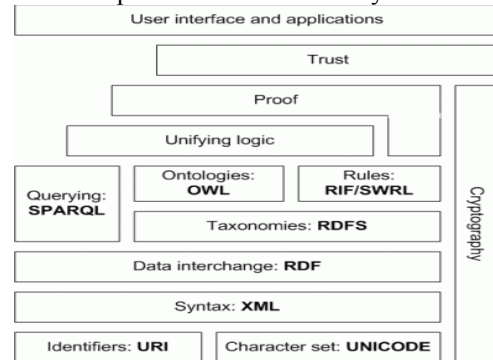 User interface and applications
Trust
Proof
Unifying logic
Querying:
SPARQL
Ontologies:
OWL
Rules:
RIF/SWRL
Taxonomies: RDFS
Cryptography
Data interchange: RDF
Syntax: XML
Identifiers: URI
Character set: UNICODE